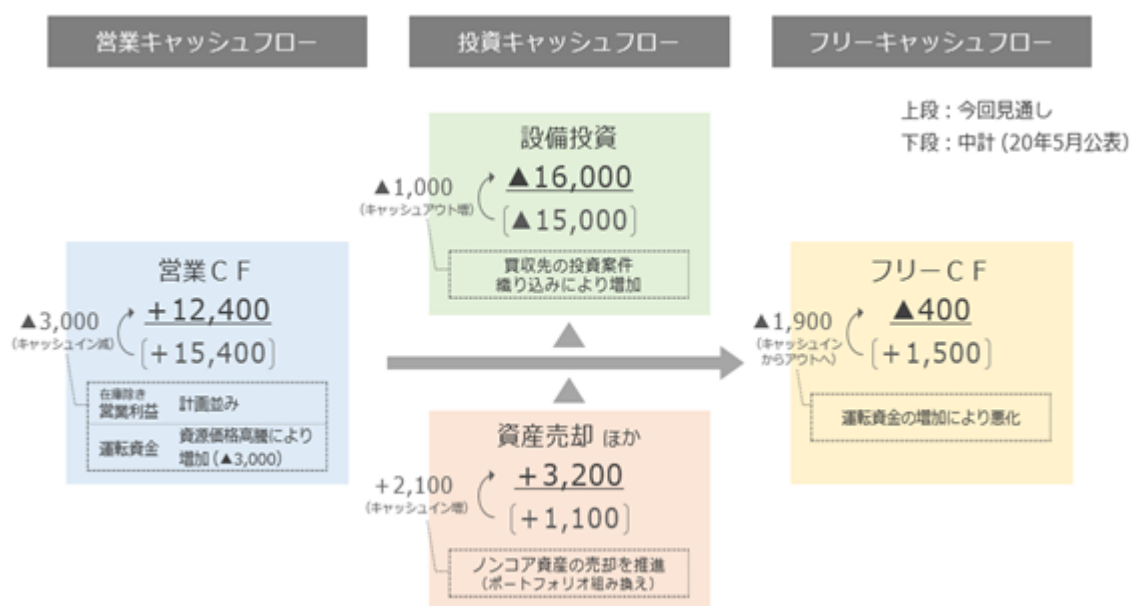 営業キャッシュフロー
投資キャッシュフロー
フリーキャッシュフロー
上段：今回見通し
下段：中計 (20年5月公表)
営業ＣＦ
▲3,000
(キャッシュイン減)
+12,400
(+15,400)
在庫除き
営業利益
計画並み
運転資金
資源価格高騰により
増加 (▲3,000)
設備投資
▲1,000
(キャッシュアウト増)
▲16,000
(▲15,000)
買収先の投資案件
織り込みにより増加
資産売却 ほか
+2,100
(キャッシュイン増)
+3,200
(+1,100)
ノンコア資産の売却を推進
(ポートフォリオ組み換え)
フリーＣＦ
▲1,900
(キャッシュイン
からアウトへ)
▲400
(+1,500)
運転資金の増加により悪化